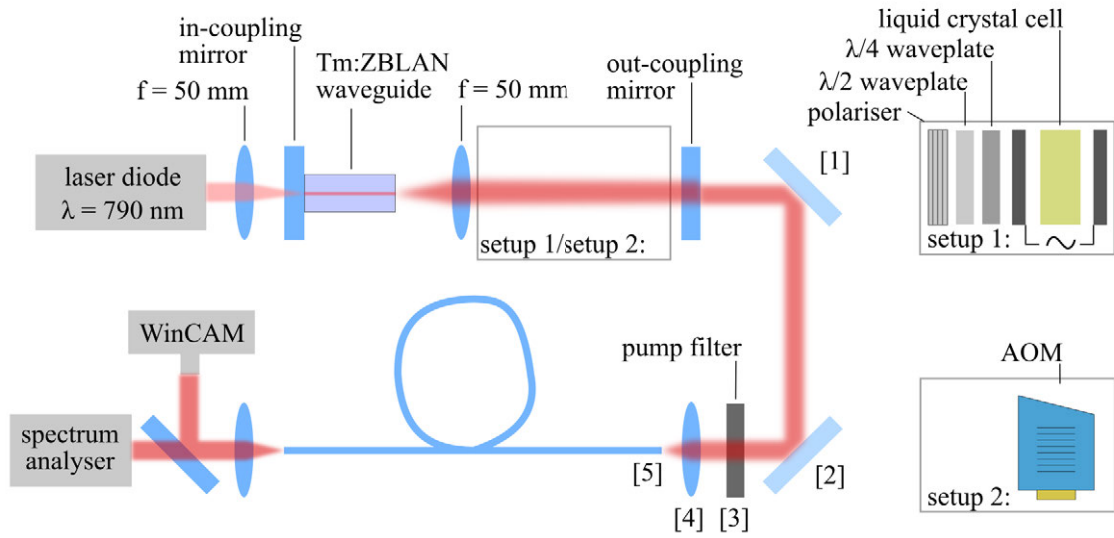 in-coupling
mirror
f = 50 mm
Tm:ZBLAN
waveguide
f = 50 mm
out-coupling
mirror
liquid crystal cell
λ/4 waveplate
λ/2 waveplate
polariser
laser diode
λ = 790 nm
[1]
setup 1/setup 2:
setup 1:
WinCAM
pump filter
AOM
spectrum
analyser
[5]
[4]
[3]
[2]
setup 2: